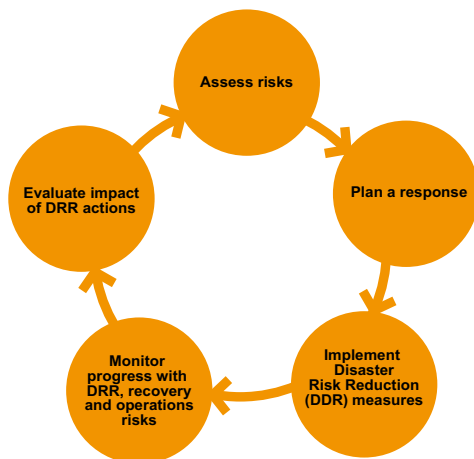 Assess risks
Plan a response
Implement
Disaster
Risk Reduction
(DDR) measures
Monitor
progress with
DRR, recovery
and operations
risks
Evaluate impact
of DRR actions